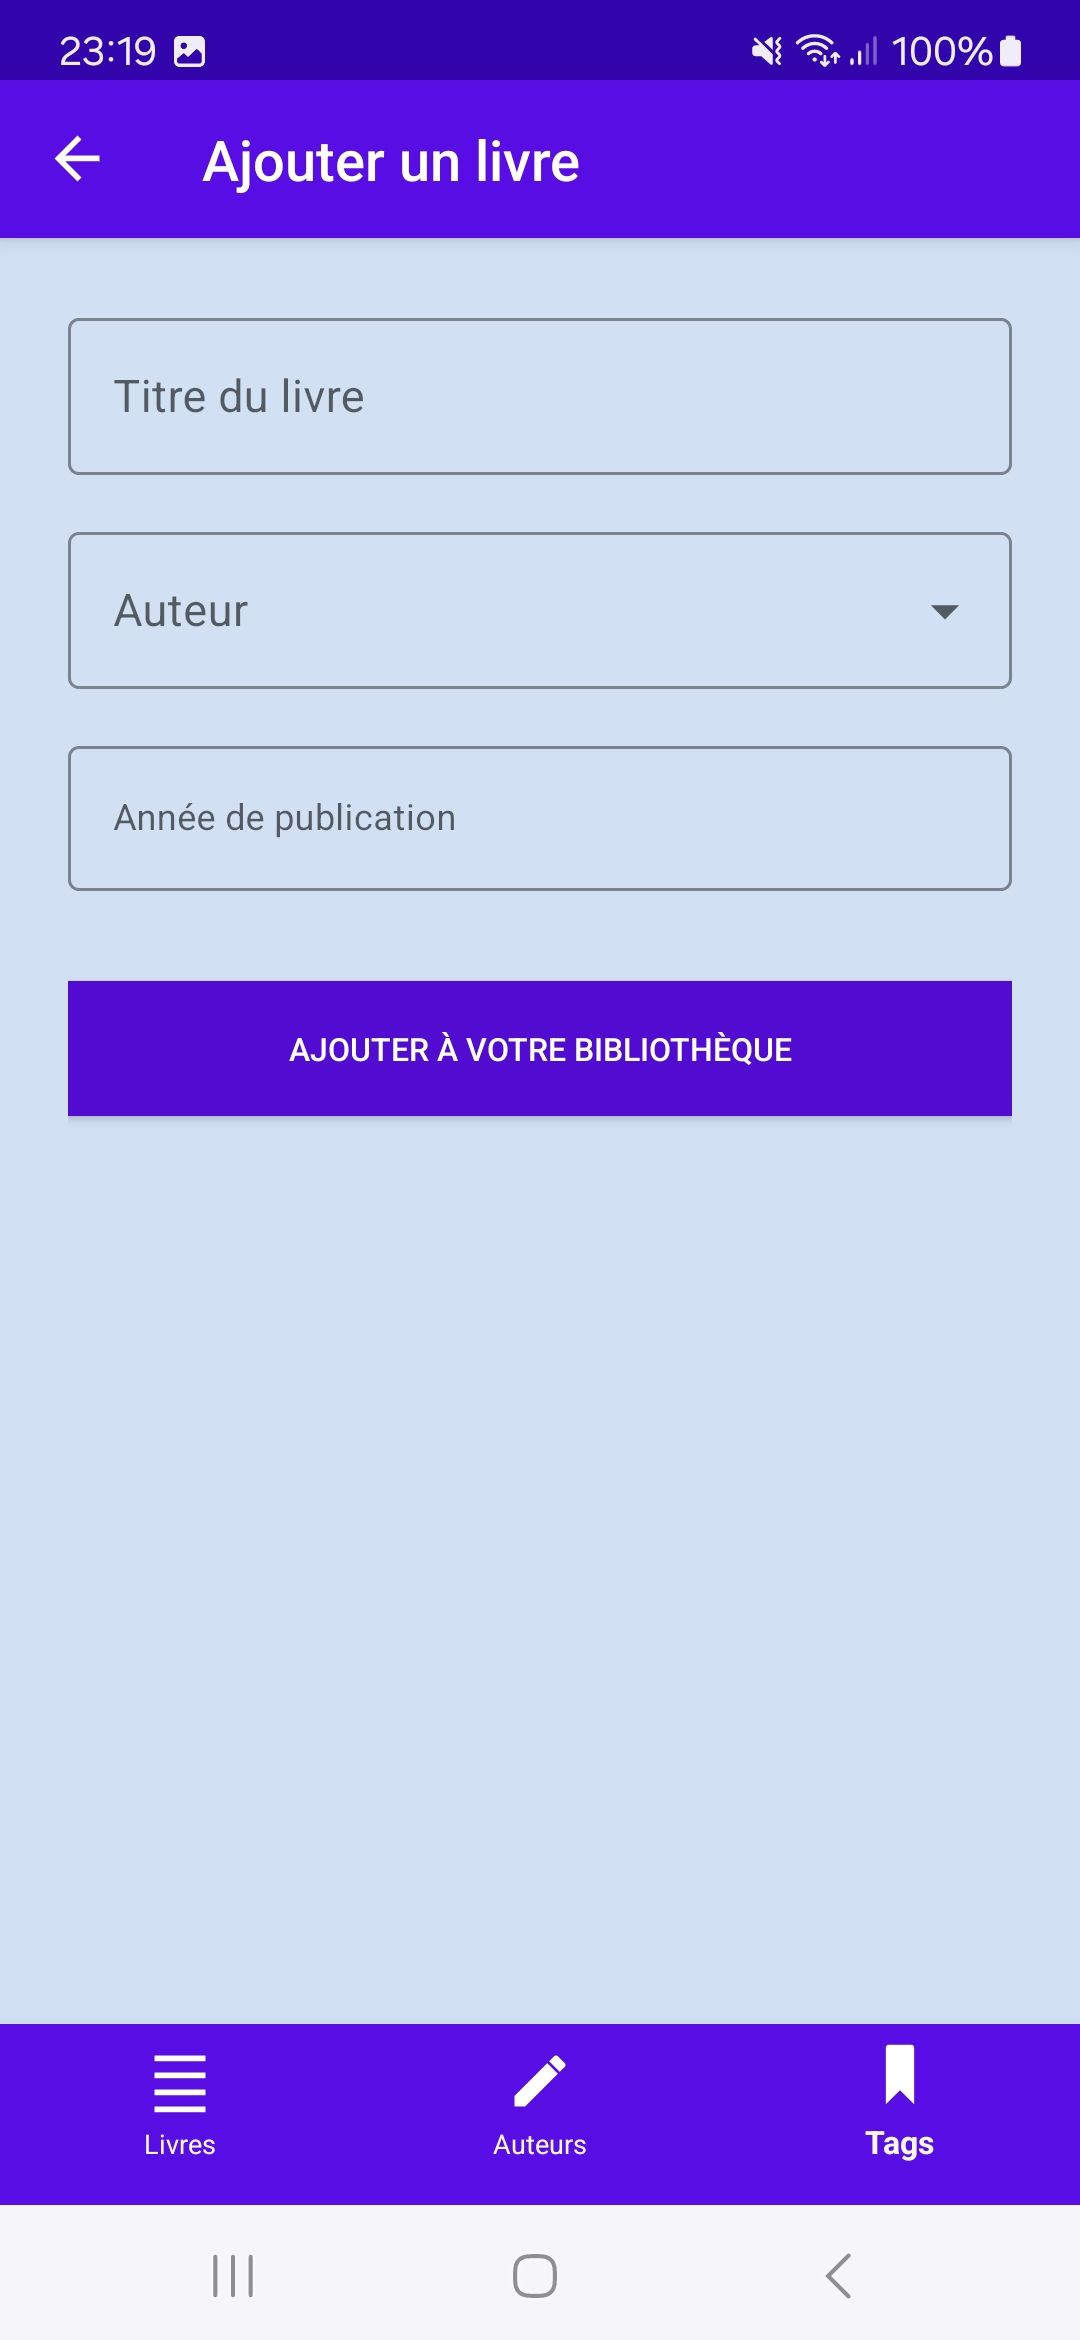 23:19 100%
Ajouter un livre
Titre du livre
Auteur
Année de publication
AJOUTER À VOTRE BIBLIOTHÈQUE
Livres Auteurs Tags